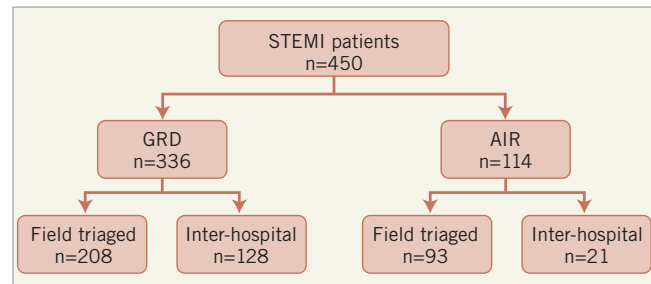 STEMI patients
n=450
GRD
n=336
AIR
n=114
Field triaged
n=208
Inter-hospital
n=128
Field triaged
n=93
Inter-hospital
n=21